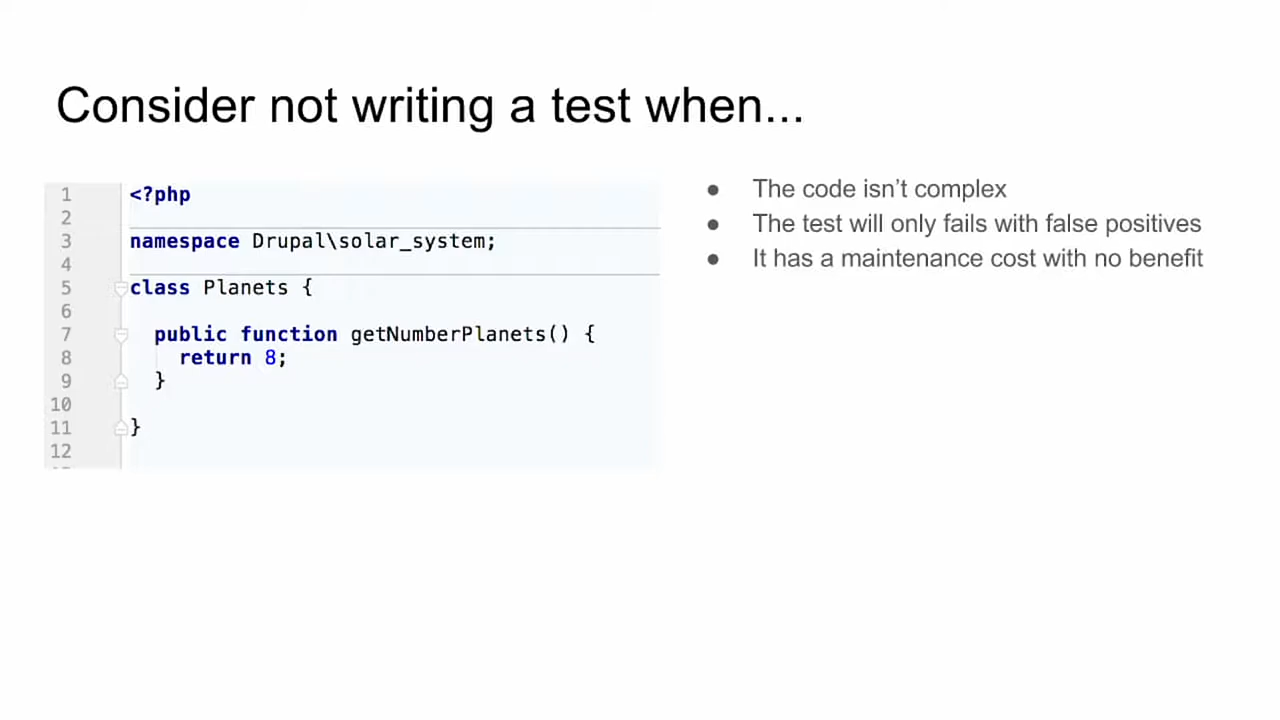 Consider not writing a test when...
1 <?php
2
3 namespace Drupal\solar_system;
4
5 class Planets {
6
7 public function getNumberPlanets() {
8 return 8;
9 }
10
11 }
12
● The code isn’t complex
● The test will only fails with false positives
● It has a maintenance cost with no benefit